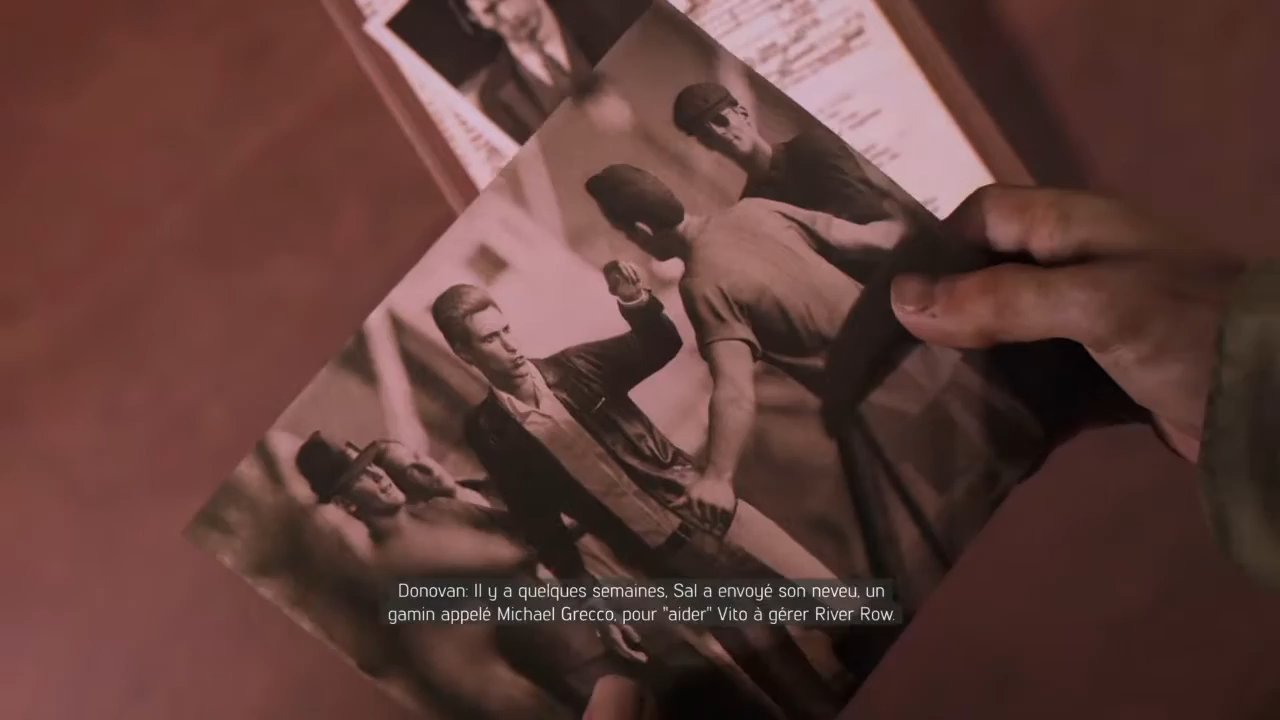 Donovan: Il y a quelques semaines, Sal a envoyé son neveu, un
gamin appelé Michael Grecco, pour "aider" Vito à gérer River Row.